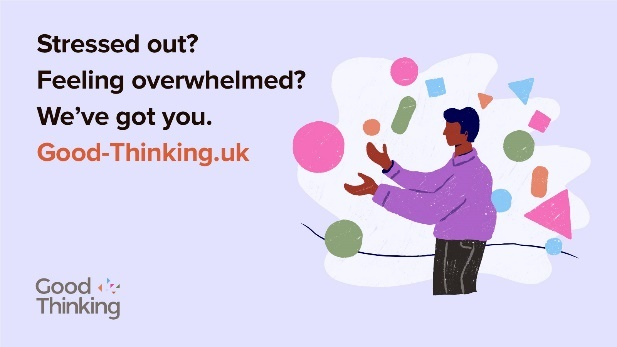 Stressed out?
Feeling overwhelmed?
We’ve got you.
Good-Thinking.uk
Good
Thinking